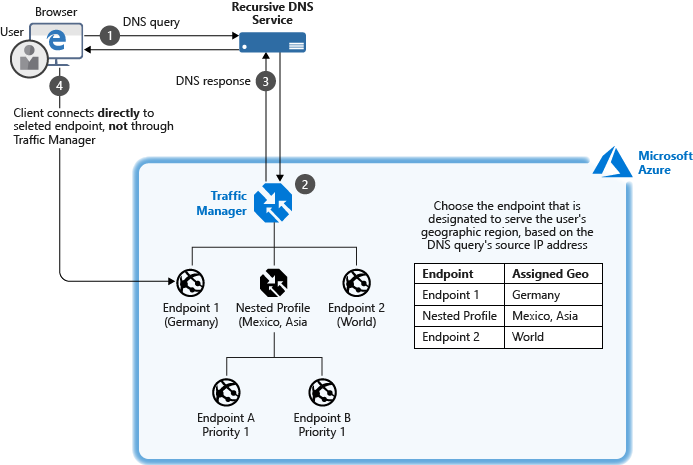 Browser
User
1
DNS query
Recursive DNS
Service
4
DNS response
3
Client connects directly to
seleted endpoint, not through
Traffic Manager
Microsoft
Azure
Traffic
Manager
2
Choose the endpoint that is
designated to serve the user's
geographic region, based on the
DNS query's source IP address
Endpoint Assigned Geo
Endpoint 1 Germany
Nested Profile Mexico, Asia
Endpoint 2 World
Endpoint 1
(Germany)
Nested Profile
(Mexico, Asia
Endpoint 2
(World)
Endpoint A
Priority 1
Endpoint B
Priority 1